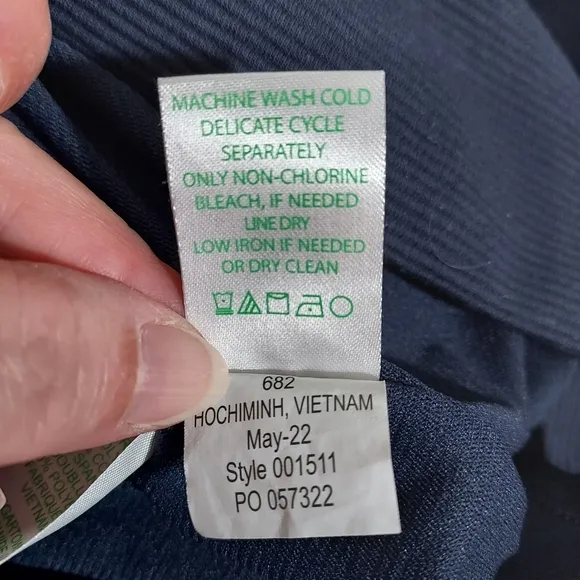 MACHINE WASH COLD
DELICATE CYCLE
SEPARATELY
ONLY NON-CHLORINE
BLEACH, IF NEEDED
LINE DRY
LOW IRON IF NEEDED
OR DRY CLEAN
682
HOCHIMINH, VIETNAM
May-22
Style 001511
PO 057322